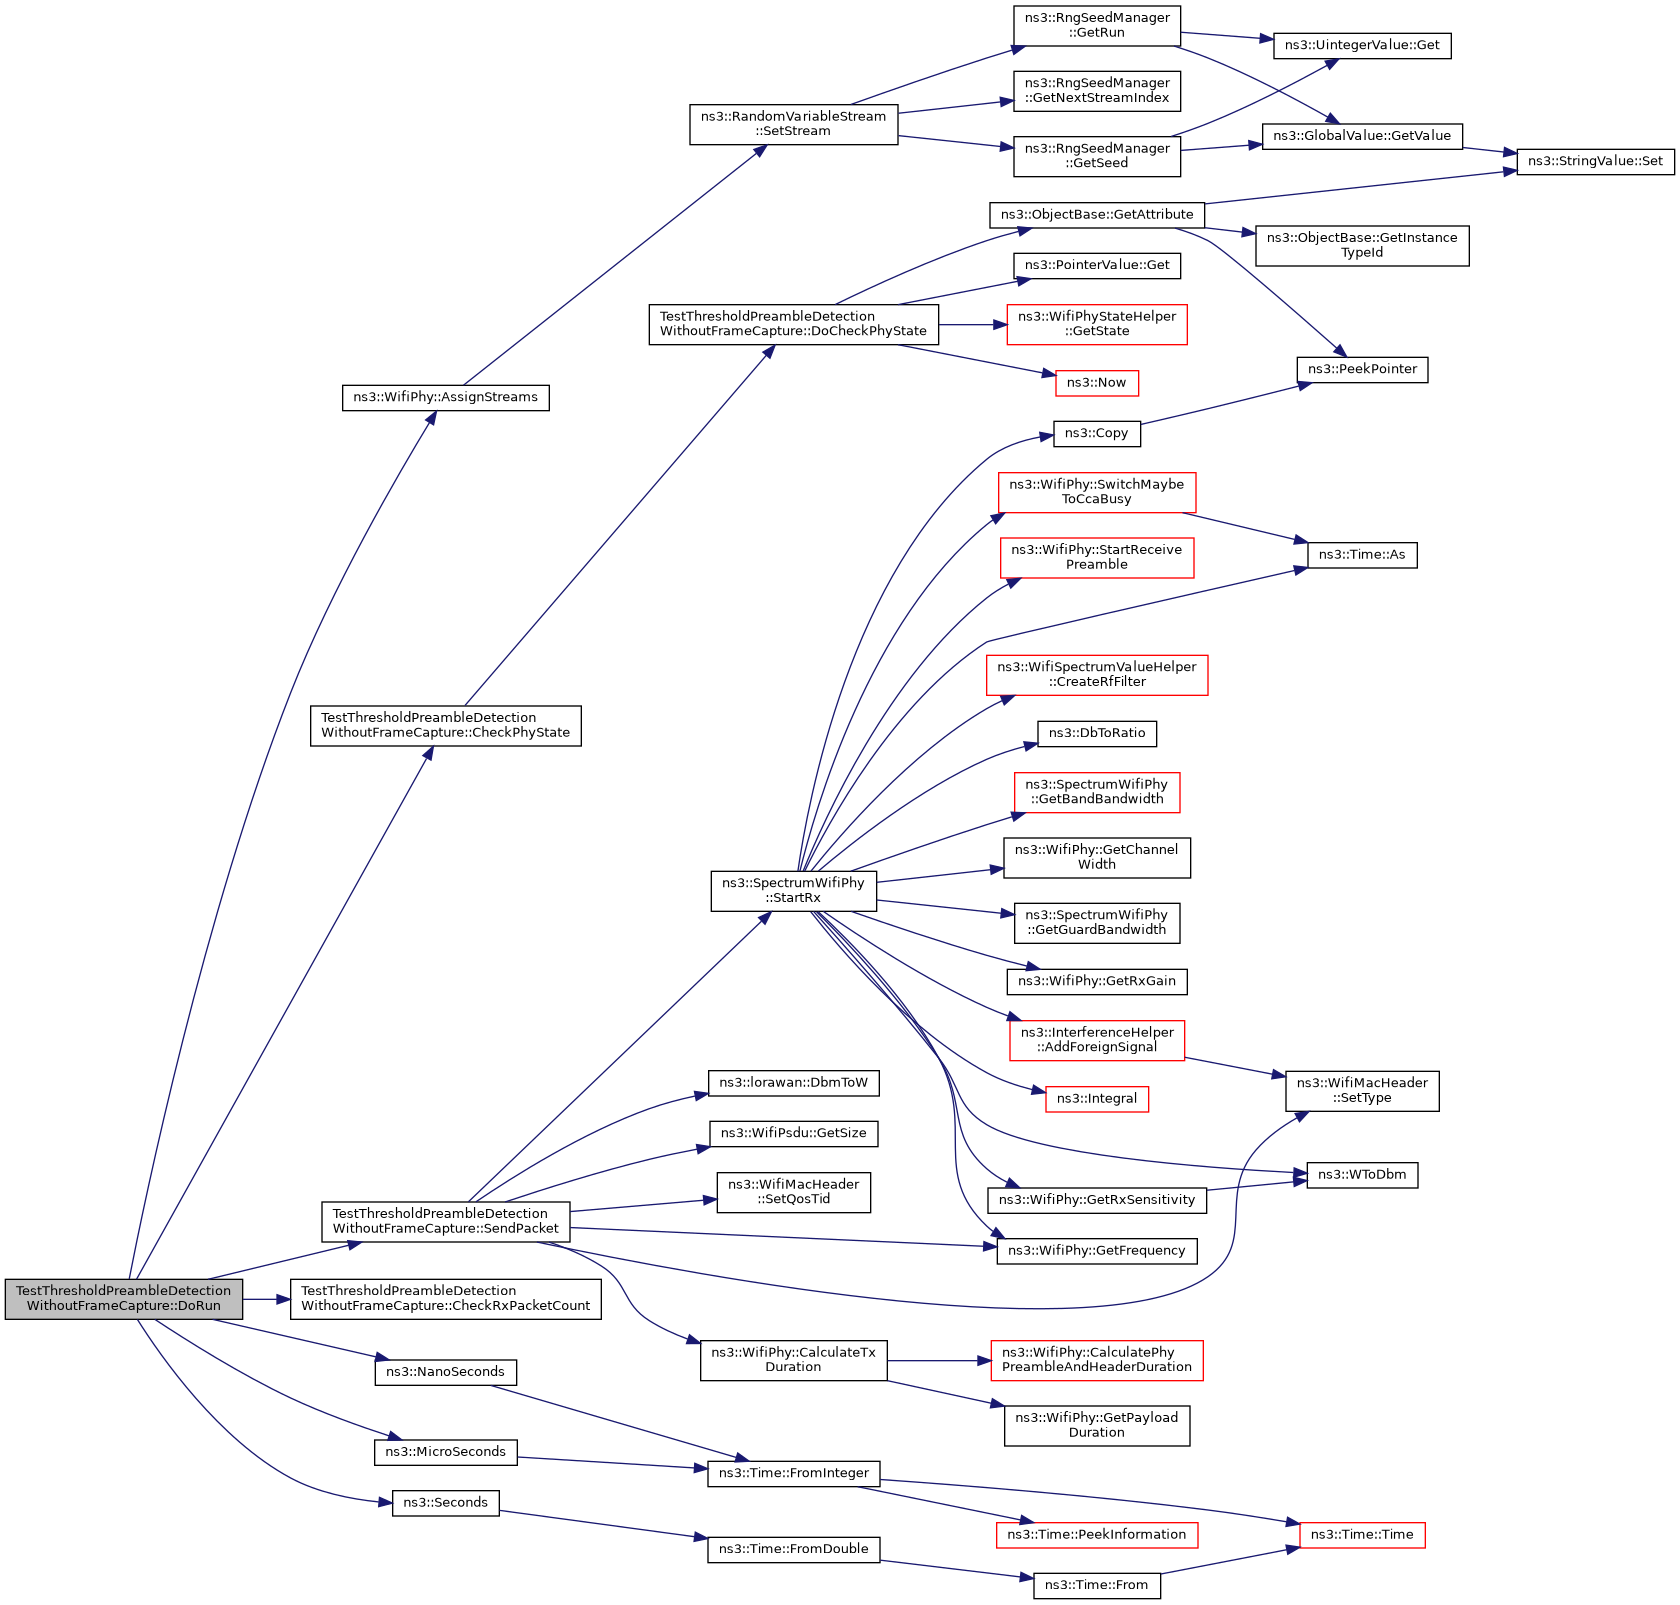 ns3::RngSeedManager
::GetRun
ns3::UintegerValue::Get
ns3::RngSeedManager
::GetNextStreamIndex
ns3::RandomVariableStream
::SetStream
ns3::RngSeedManager
::GetSeed
ns3::GlobalValue::GetValue
ns3::StringValue::Set
ns3::ObjectBase::GetAttribute
ns3::ObjectBase::GetInstance
TypeId
ns3::PointerValue::Get
TestThresholdPreambleDetection
WithoutFrameCapture::DoCheckPhyState
ns3::WifiPhyStateHelper
::GetState
ns3::Now
ns3::PeekPointer
ns3::WifiPhy::AssignStreams
ns3::Copy
ns3::WifiPhy::SwitchMaybe
ToCcaBusy
ns3::WifiPhy::StartReceive
Preamble
ns3::Time::As
ns3::WifiSpectrumValueHelper
::CreateRfFilter
TestThresholdPreambleDetection
WithoutFrameCapture::CheckPhyState
ns3::DbToRatio
ns3::SpectrumWifiPhy
::GetBandBandwidth
ns3::WifiPhy::GetChannel
Width
ns3::SpectrumWifiPhy
::StartRx
ns3::SpectrumWifiPhy
::GetGuardBandwidth
ns3::WifiPhy::GetRxGain
ns3::InterferenceHelper
::AddForeignSignal
ns3::lorawan::DbmToW
ns3::Integral
ns3::WifiMacHeader
::SetType
ns3::WifiPsdu::GetSize
ns3::WToDbm
ns3::WifiMacHeader
::SetQosTid
ns3::WifiPhy::GetRxSensitivity
TestThresholdPreambleDetection
WithoutFrameCapture::SendPacket
ns3::WifiPhy::GetFrequency
TestThresholdPreambleDetection
WithoutFrameCapture::DoRun
TestThresholdPreambleDetection
WithoutFrameCapture::CheckRxPacketCount
ns3::WifiPhy::CalculateTx
Duration
ns3::WifiPhy::CalculatePhy
PreambleAndHeaderDuration
ns3::NanoSeconds
ns3::WifiPhy::GetPayload
Duration
ns3::MicroSeconds
ns3::Time::FromInteger
ns3::Seconds
ns3::Time::PeekInformation
ns3::Time::Time
ns3::Time::FromDouble
ns3::Time::From